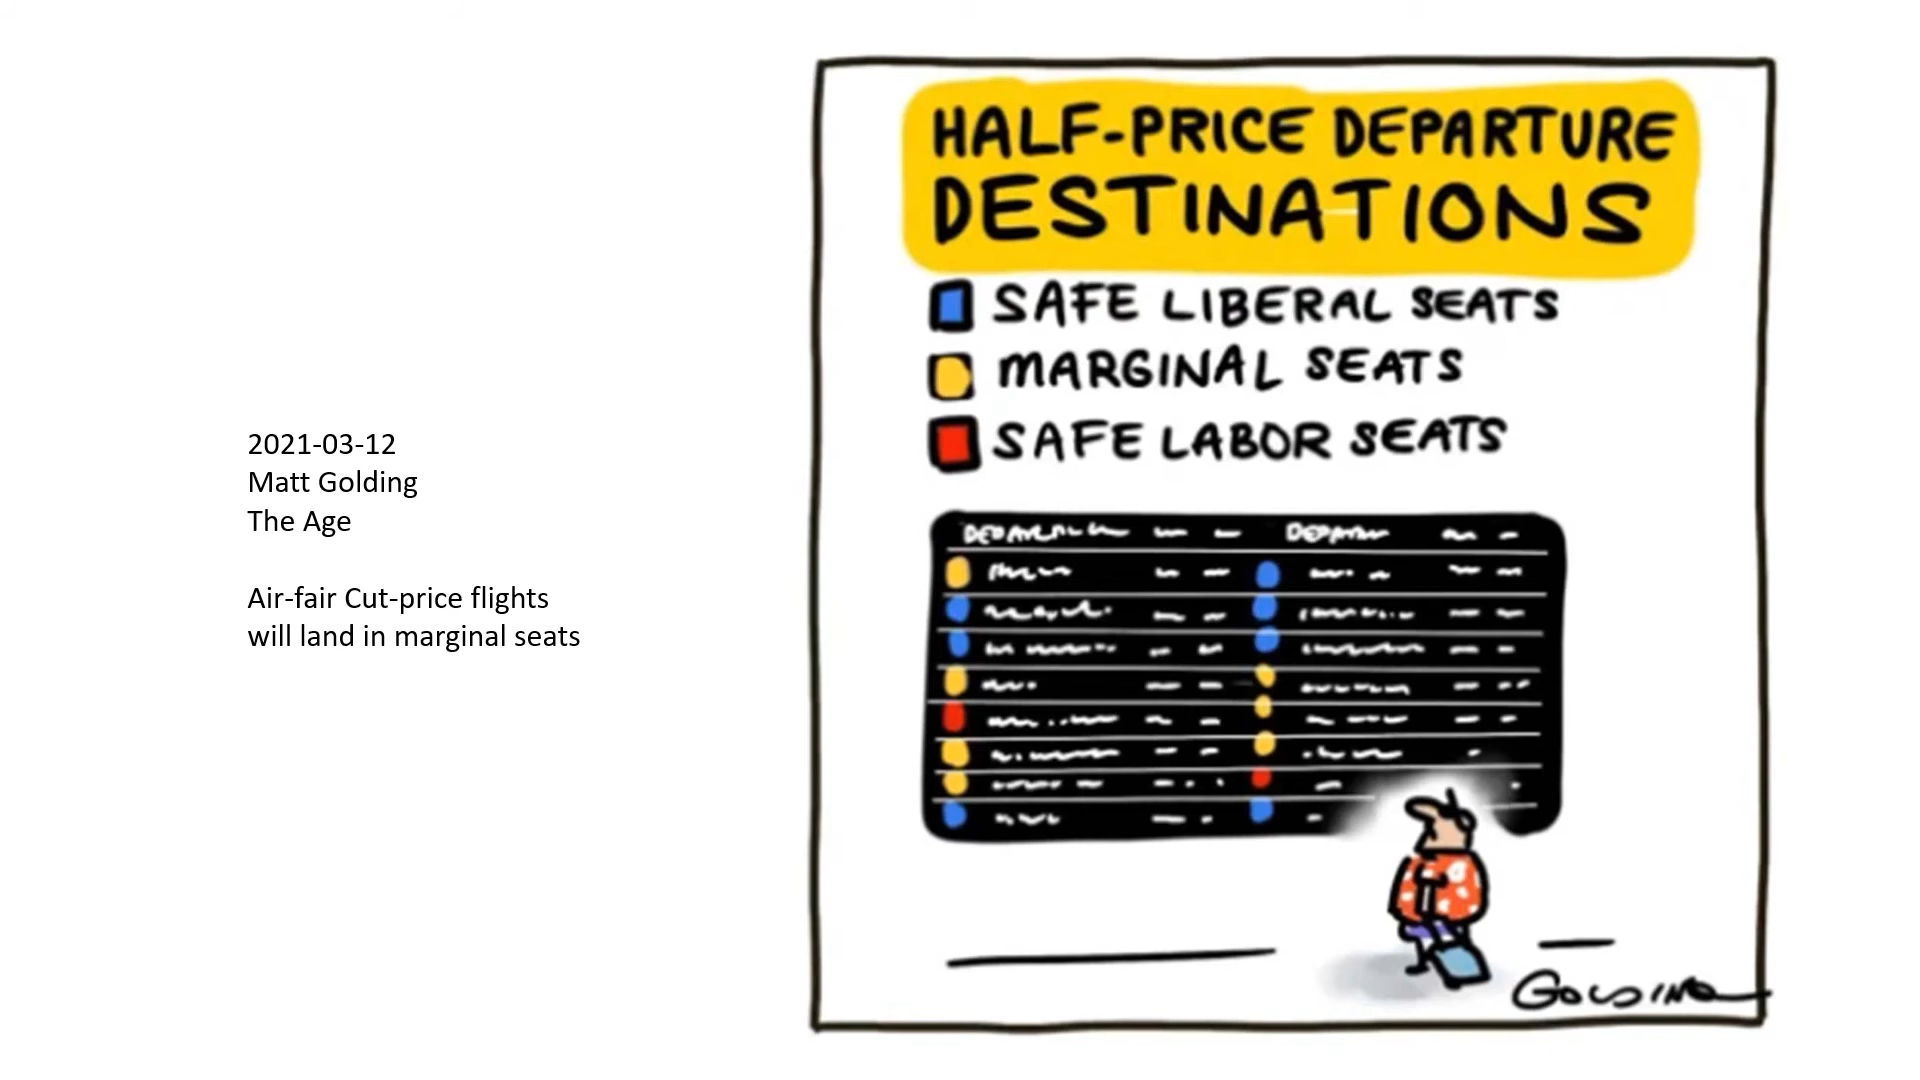 2021-03-12
Matt Golding
The Age
Air-fair Cut-price flights
will land in marginal seats
HALF-PRICE DEPARTURE
DESTINATIONS
SAFE LIBERAL SEATS
MARGINAL SEATS
SAFE LABOR SEATS
GOLDING